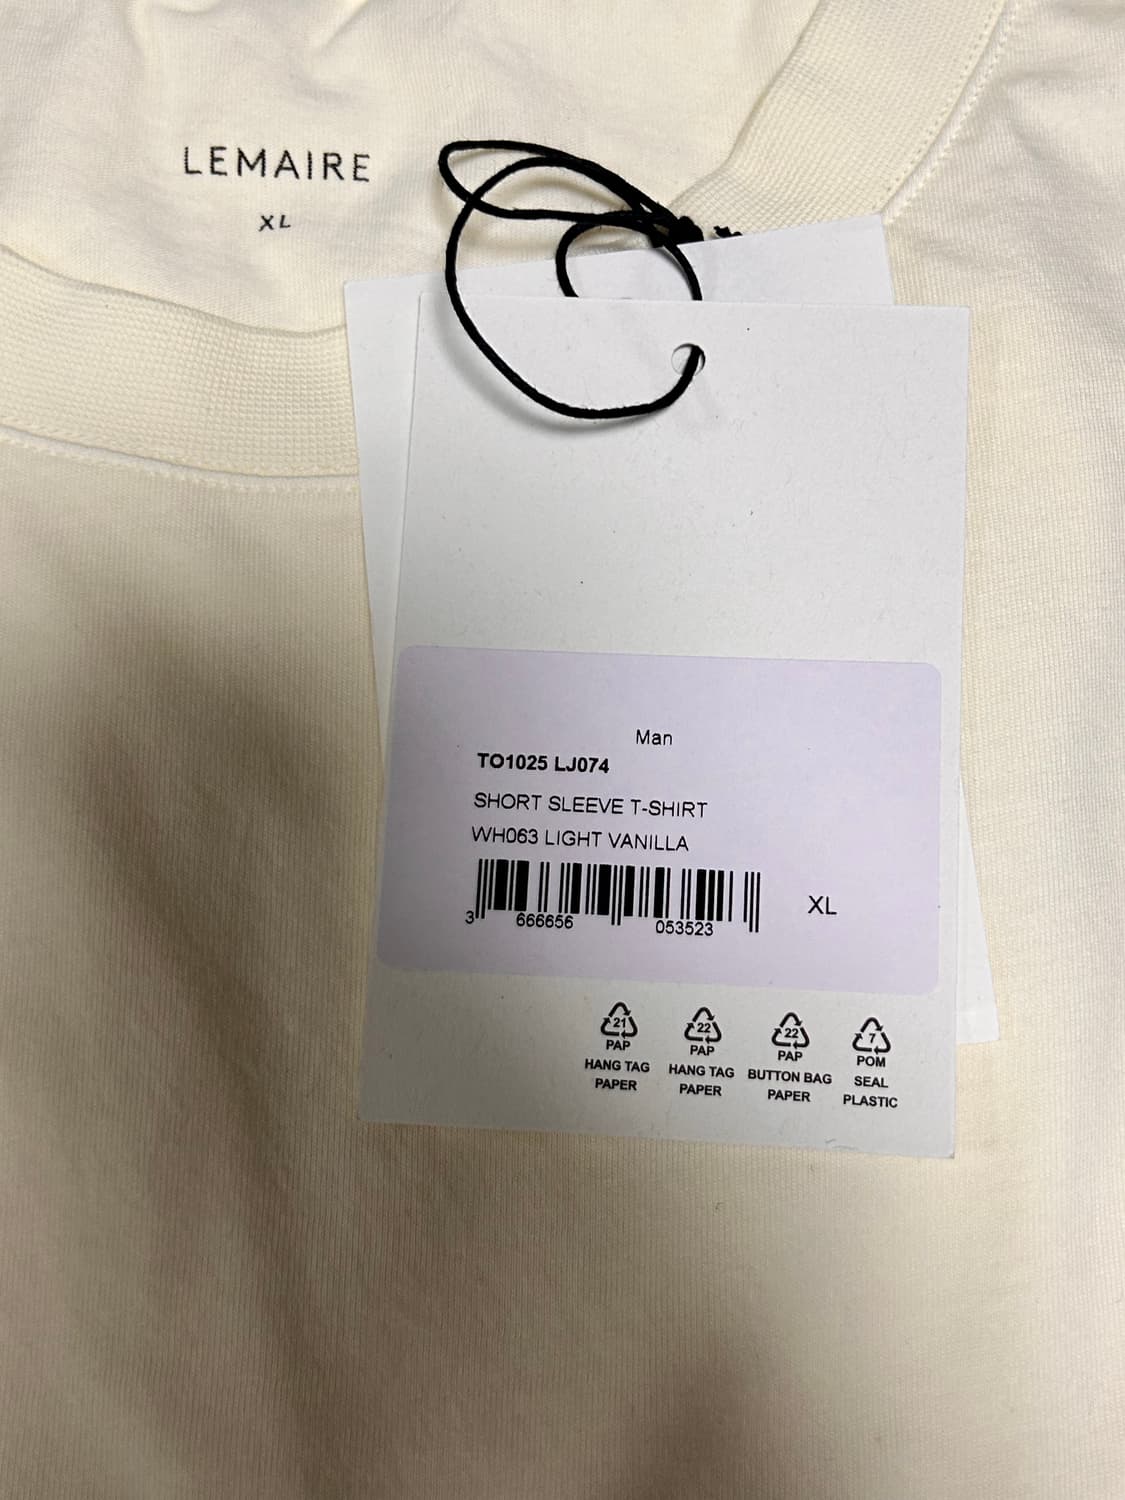 LEMAIRE
XL
Man
TO1025 LJ074
SHORT SLEEVE T-SHIRT
WH063 LIGHT VANILLA
3 666656 053523
XL
21
PAP
HANG TAG
PAPER
22
PAP
HANG TAG
PAPER
22
PAP
BUTTON BAG
PAPER
7
POM
SEAL
PLASTIC